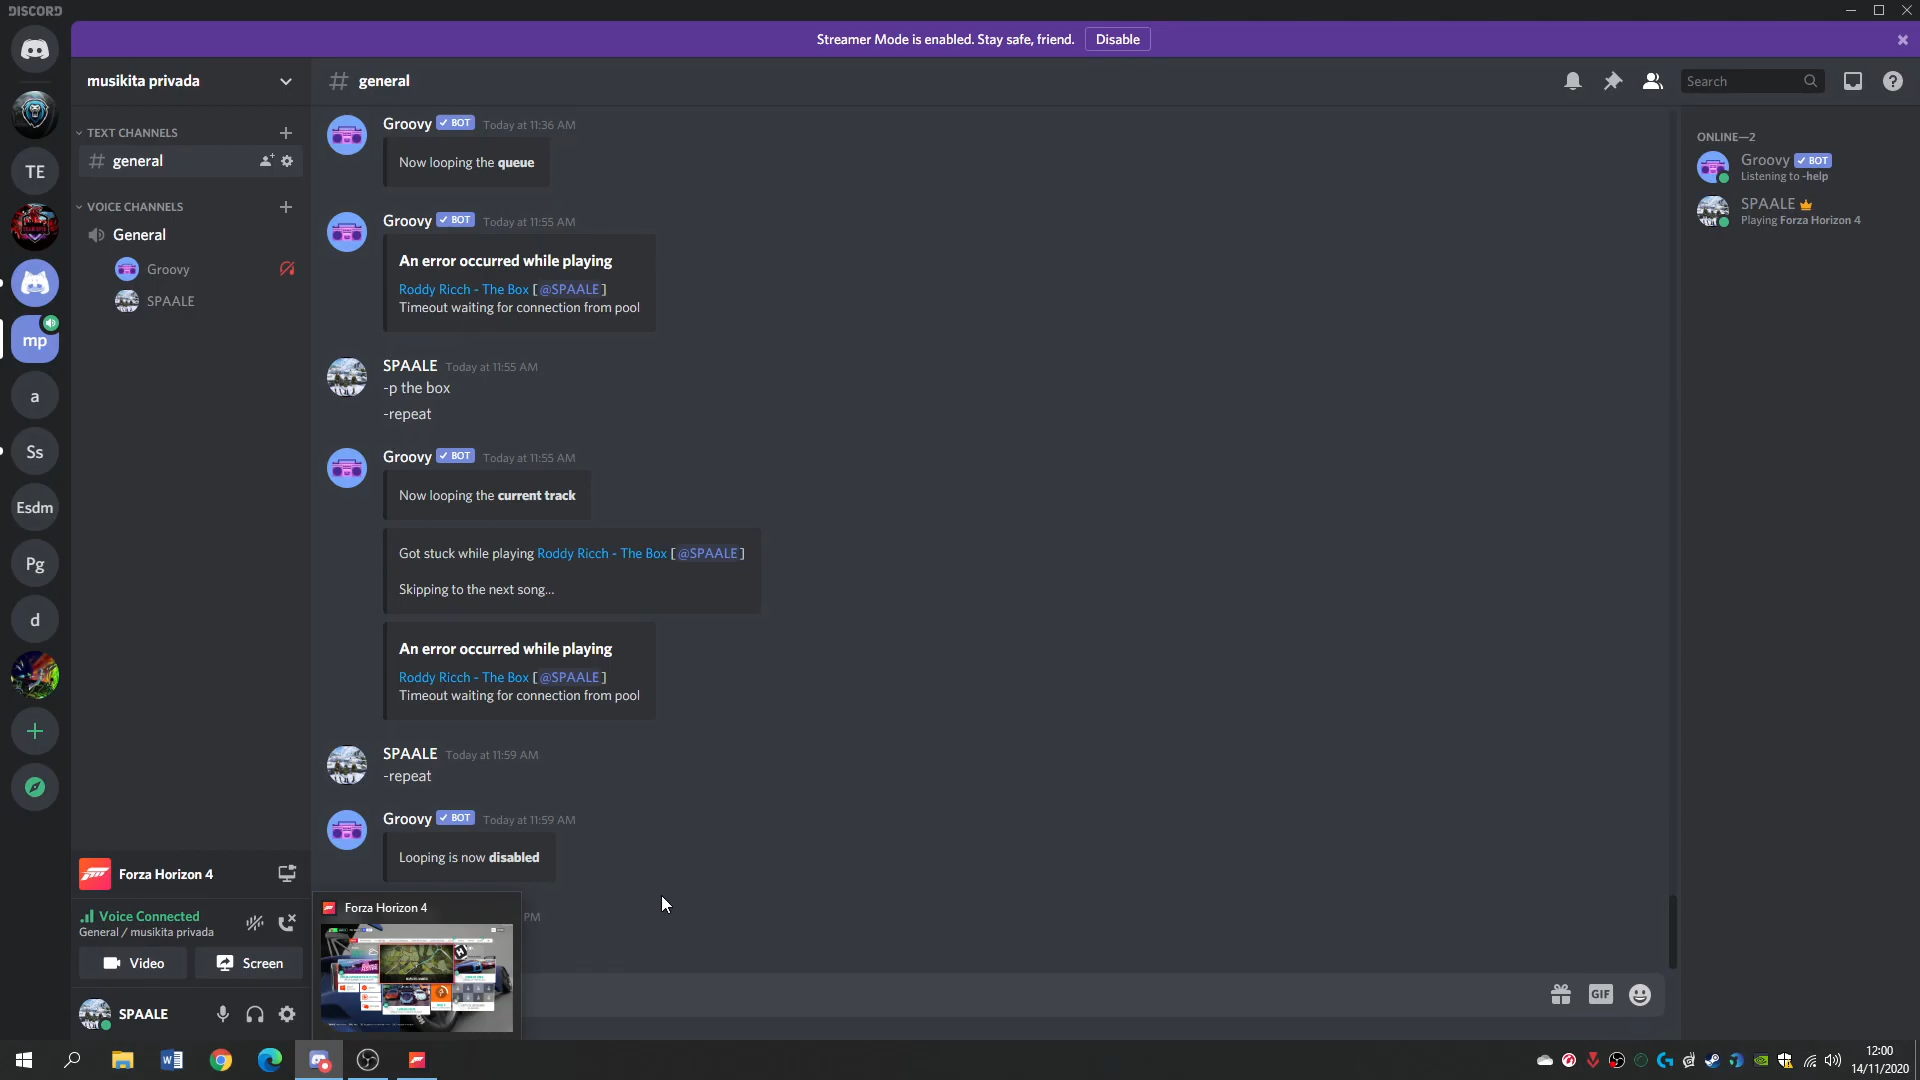 DISCORD
Streamer Mode is enabled. Stay safe, friend.
Disable
musikita privada
general
Search
TEXT CHANNELS
general
VOICE CHANNELS
General
Groovy
SPAALE
TE
mp
a
Ss
Esdm
Pg
d
Groovy BOT Today at 11:36 AM
Now looping the queue
Groovy BOT Today at 11:55 AM
An error occurred while playing
Roddy Ricch - The Box [@SPAALE]
Timeout waiting for connection from pool
SPAALE Today at 11:55 AM
-p the box
-repeat
Groovy BOT Today at 11:55 AM
Now looping the current track
Got stuck while playing Roddy Ricch - The Box [@SPAALE]
Skipping to the next song...
An error occurred while playing
Roddy Ricch - The Box [@SPAALE]
Timeout waiting for connection from pool
SPAALE Today at 11:59 AM
-repeat
Groovy BOT Today at 11:59 AM
Looping is now disabled
PM
GIF
ONLINE—2
Groovy BOT
Listening to -help
SPAALE
Playing Forza Horizon 4
Forza Horizon 4
Voice Connected
General / musikita privada
Video
Screen
SPAALE
Forza Horizon 4
12:00
14/11/2020